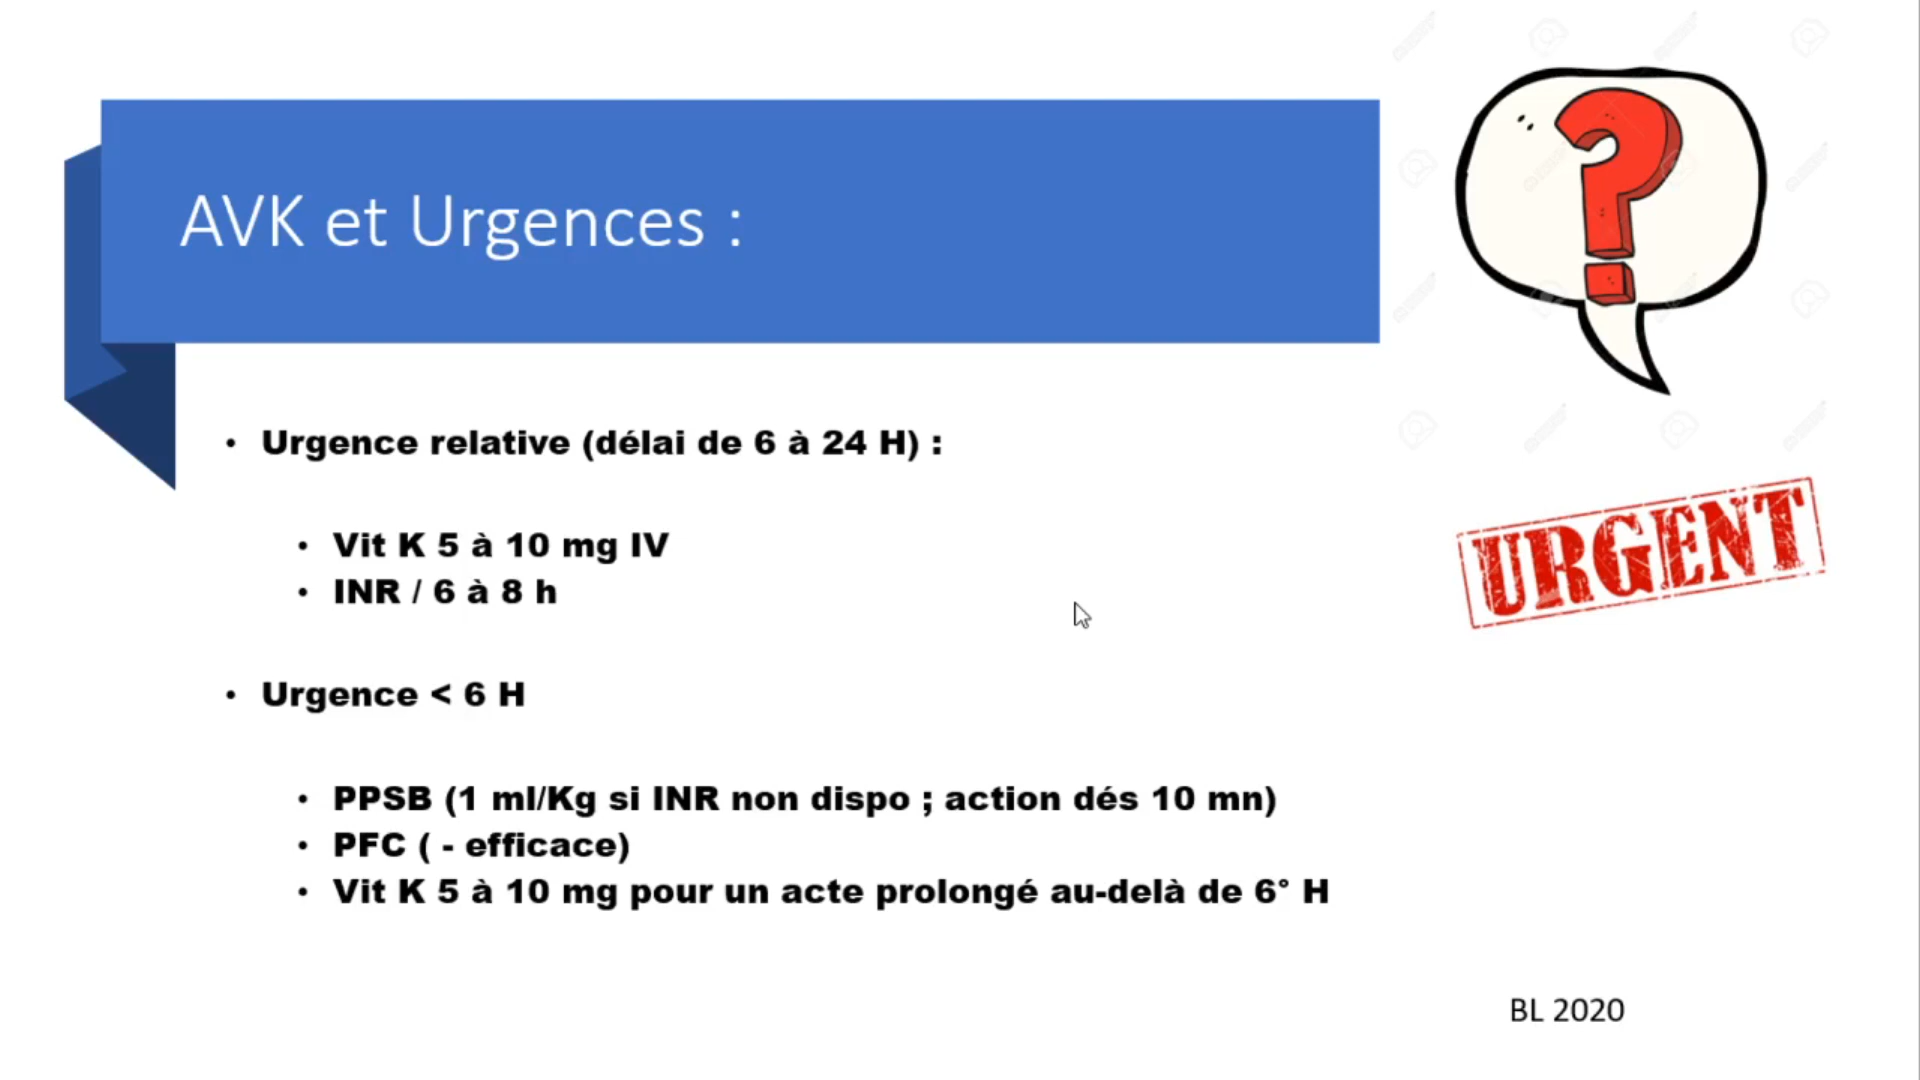 AVK et Urgences :
• Urgence relative (délai de 6 à 24 H) :
• Vit K 5 à 10 mg IV
• INR / 6 à 8 h
URGENT
• Urgence < 6 H
• PPSB (1 ml/Kg si INR non dispo ; action dés 10 mn)
• PFC ( - efficace)
• Vit K 5 à 10 mg pour un acte prolongé au-delà de 6° H
BL 2020